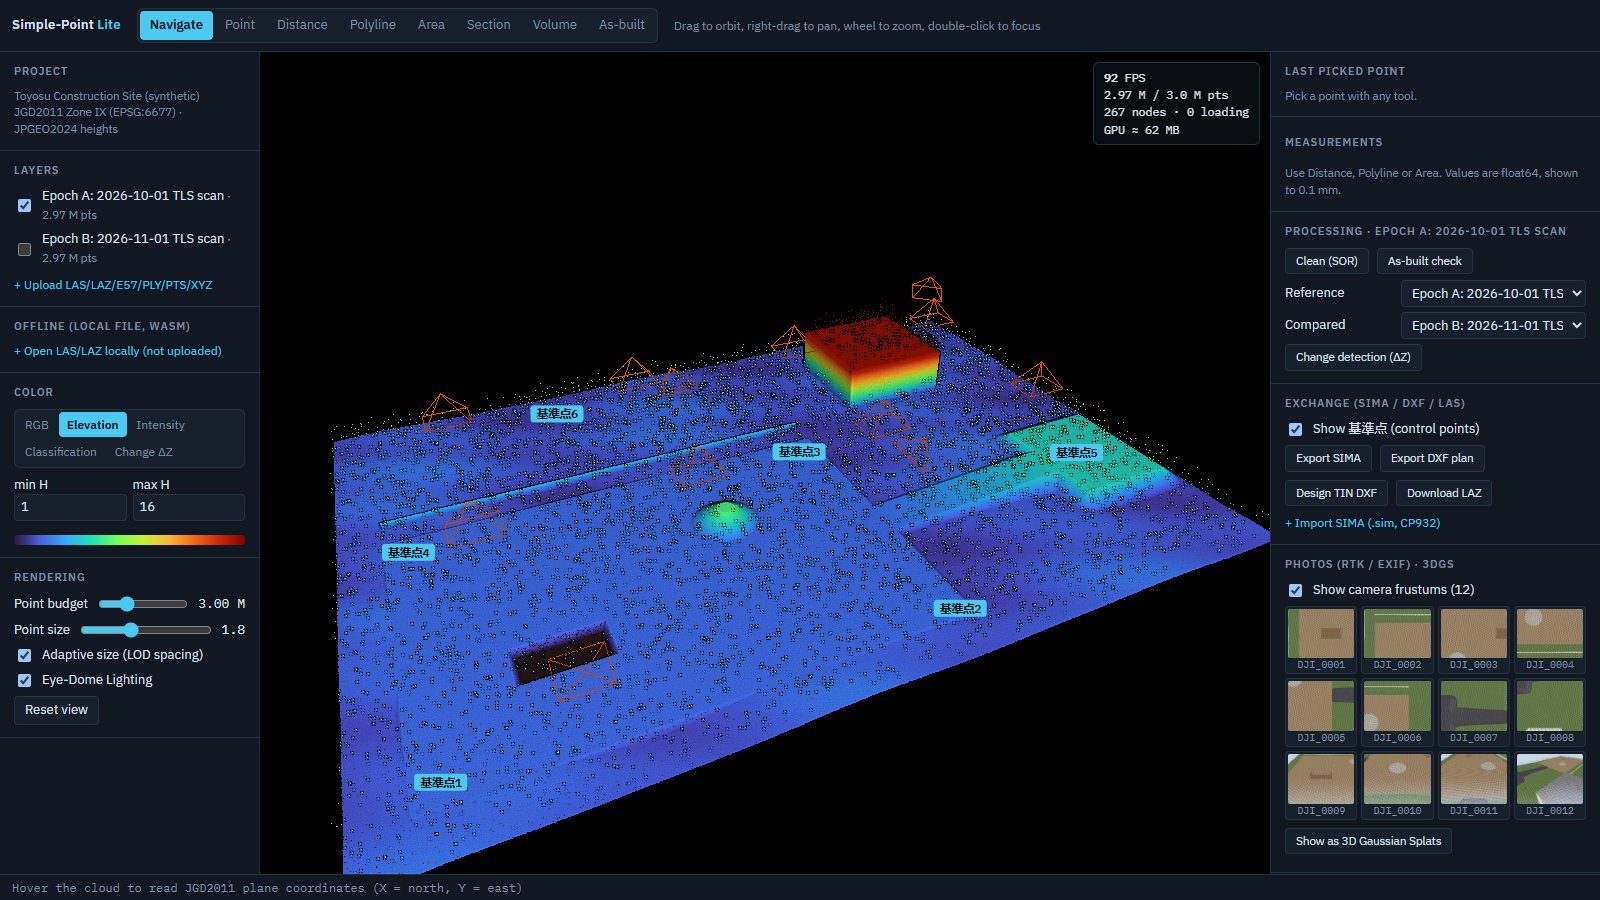 Simple-Point Lite
Navigate Point Distance Polyline Area Section Volume As-built
Drag to orbit, right-drag to pan, wheel to zoom, double-click to focus
PROJECT
Toyosu Construction Site (synthetic)
JGD2011 Zone IX (EPSG:6677) ·
JPGEO2024 heights
LAYERS
Epoch A: 2026-10-01 TLS scan ·
2.97 M pts
Epoch B: 2026-11-01 TLS scan ·
2.97 M pts
+ Upload LAS/LAZ/E57/PLY/PTS/XYZ
OFFLINE (LOCAL FILE, WASM)
+ Open LAS/LAZ locally (not uploaded)
COLOR
RGB Elevation Intensity
Classification Change ΔZ
min H max H
1 16
RENDERING
Point budget 3.00 M
Point size 1.8
Adaptive size (LOD spacing)
Eye-Dome Lighting
Reset view
92 FPS
2.97 M / 3.0 M pts
267 nodes · 0 loading
GPU ≈ 62 MB
基準点6
基準点3
基準点5
基準点4
基準点2
基準点1
LAST PICKED POINT
Pick a point with any tool.
MEASUREMENTS
Use Distance, Polyline or Area. Values are float64, shown
to 0.1 mm.
PROCESSING · EPOCH A: 2026-10-01 TLS SCAN
Clean (SOR) As-built check
Reference Epoch A: 2026-10-01 TLS
Compared Epoch B: 2026-11-01 TLS
Change detection (ΔZ)
EXCHANGE (SIMA / DXF / LAS)
Show 基準点 (control points)
Export SIMA Export DXF plan
Design TIN DXF Download LAZ
+ Import SIMA (.sim, CP932)
PHOTOS (RTK / EXIF) · 3DGS
Show camera frustums (12)
DJI_0001 DJI_0002 DJI_0003 DJI_0004
DJI_0005 DJI_0006 DJI_0007 DJI_0008
DJI_0009 DJI_0010 DJI_0011 DJI_0012
Show as 3D Gaussian Splats
Hover the cloud to read JGD2011 plane coordinates (X = north, Y = east)